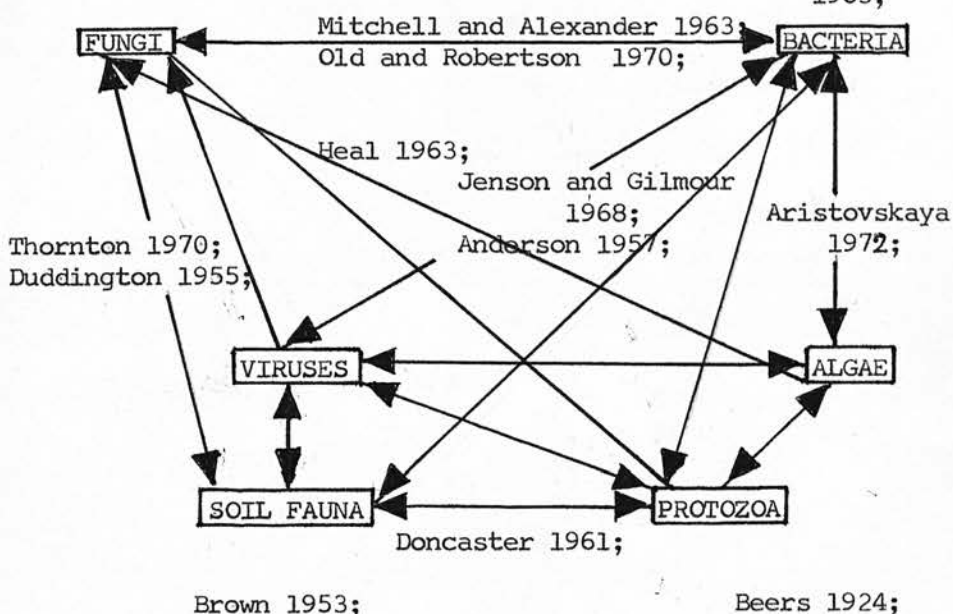 1963;
Mitchell and Alexander 1963;
FUNGI BACTERIA
Old and Robertson 1970;
Heal 1963;
Jenson and Gilmour
1968;
Aristovskaya
1972;
Anderson 1957;
Thornton 1970;
Duddington 1955;
VIRUSES ALGAE
SOIL FAUNA PROTOZOA
Doncaster 1961;
Brown 1953; Beers 1924;